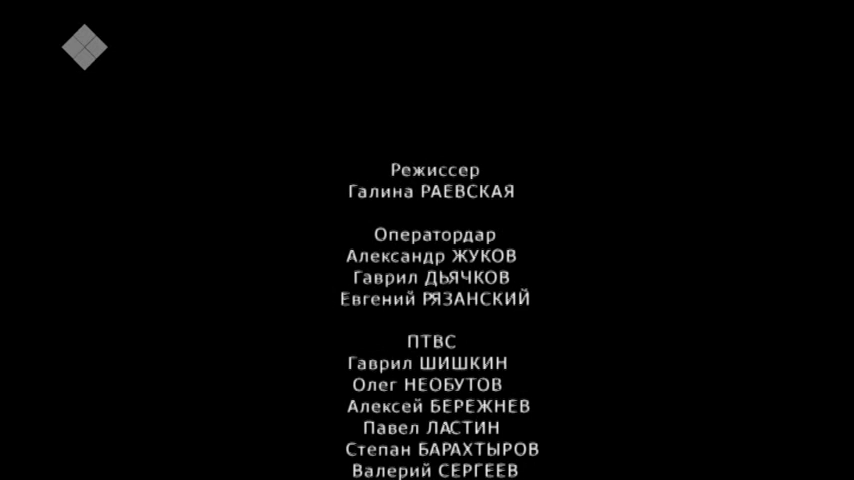 Режиссер
Галина РАЕВСКАЯ
Оператордар
Александр ЖУКОВ
Гаврил ДЬЯЧКОВ
Евгений РЯЗАНСКИЙ
ПТВС
Гаврил ШИШКИН
Олег НЕОБУТОВ
Алексей БЕРЕЖНЕВ
Павел ЛАСТИН
Степан БАРАХТЫРОВ
Валерий СЕРГЕЕВ